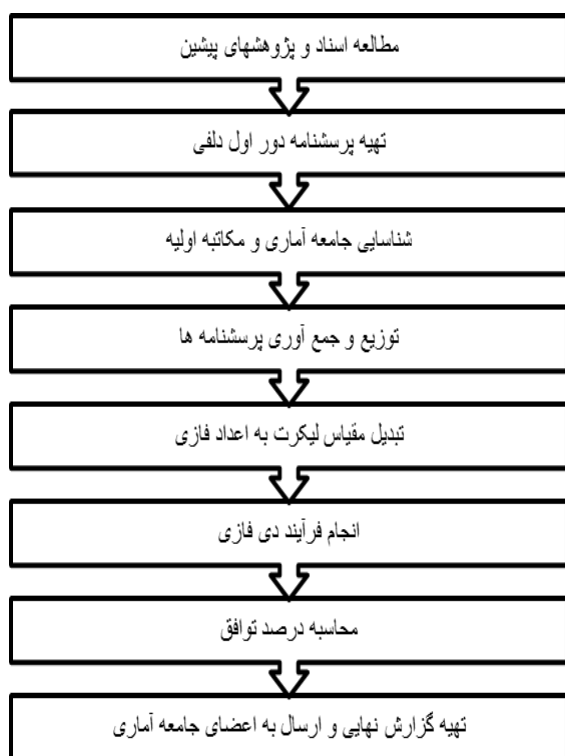 مطالعه اسناد و پژوهشهای پیشین
تهیه پرسشنامه دور اول دلفی
شناسایی جامعه آماری و مکاتبه اولیه
توزیع و جمع آوری پرسشنامه ها
تبدیل مقیاس لیکرت به اعداد فازی
انجام فرآیند دی فازی
محاسبه درصد توافق
تهیه گزارش نهایی و ارسال به اعضای جامعه آماری